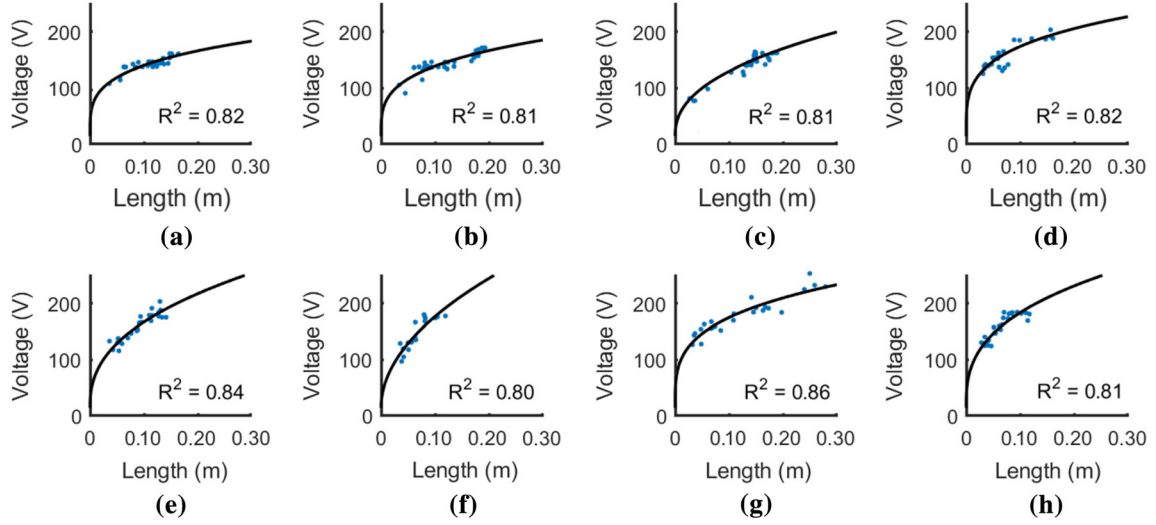 Voltage (V)
200
100
0
R² = 0.82
0 0.10 0.20 0.30
Length (m)
(a)
Voltage (V)
200
100
0
R² = 0.81
0 0.10 0.20 0.30
Length (m)
(b)
Voltage (V)
200
100
0
R² = 0.81
0 0.10 0.20 0.30
Length (m)
(c)
Voltage (V)
200
100
0
R² = 0.82
0 0.10 0.20 0.30
Length (m)
(d)
Voltage (V)
200
100
0
R² = 0.84
0 0.10 0.20 0.30
Length (m)
(e)
Voltage (V)
200
100
0
R² = 0.80
0 0.10 0.20 0.30
Length (m)
(f)
Voltage (V)
200
100
0
R² = 0.86
0 0.10 0.20 0.30
Length (m)
(g)
Voltage (V)
200
100
0
R² = 0.81
0 0.10 0.20 0.30
Length (m)
(h)